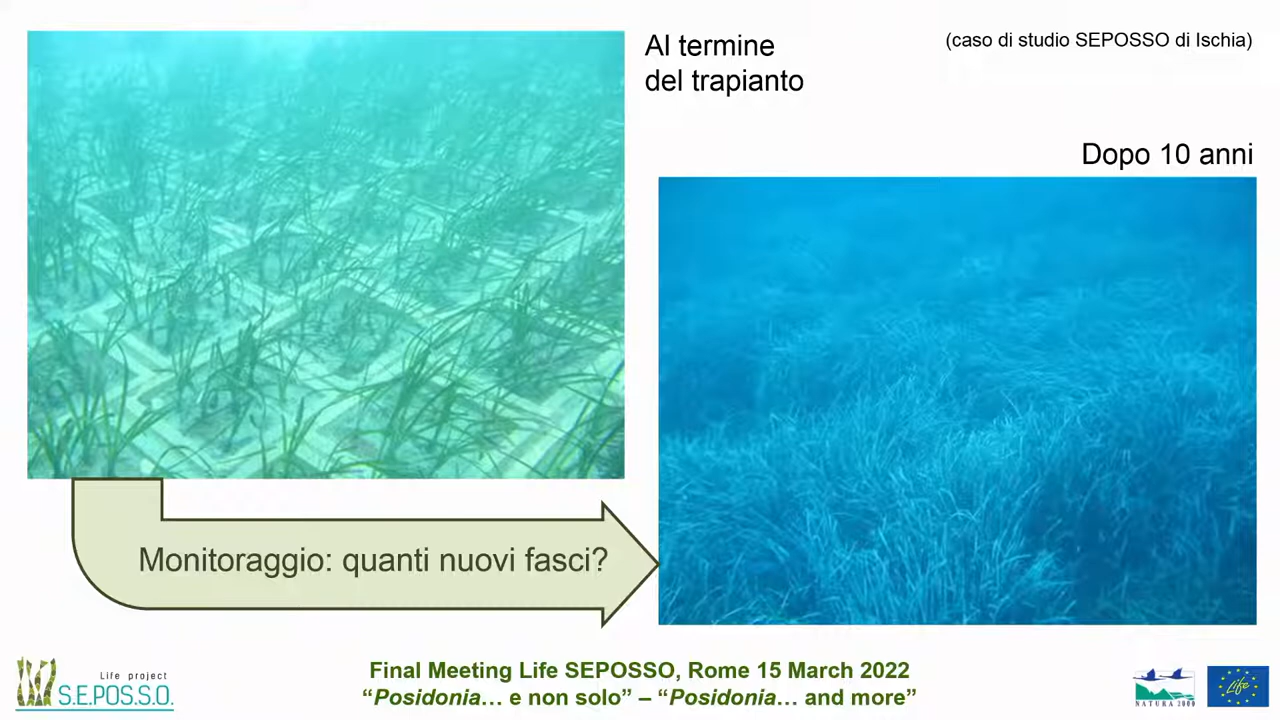 Al termine
del trapianto
(caso di studio SEPOSSO di Ischia)
Dopo 10 anni
Monitoraggio: quanti nuovi fasci?
Life project
S.E.POS.S.O.
Final Meeting Life SEPOSSO, Rome 15 March 2022
“Posidonia… e non solo” – “Posidonia… and more”
NATURA 2000
Life